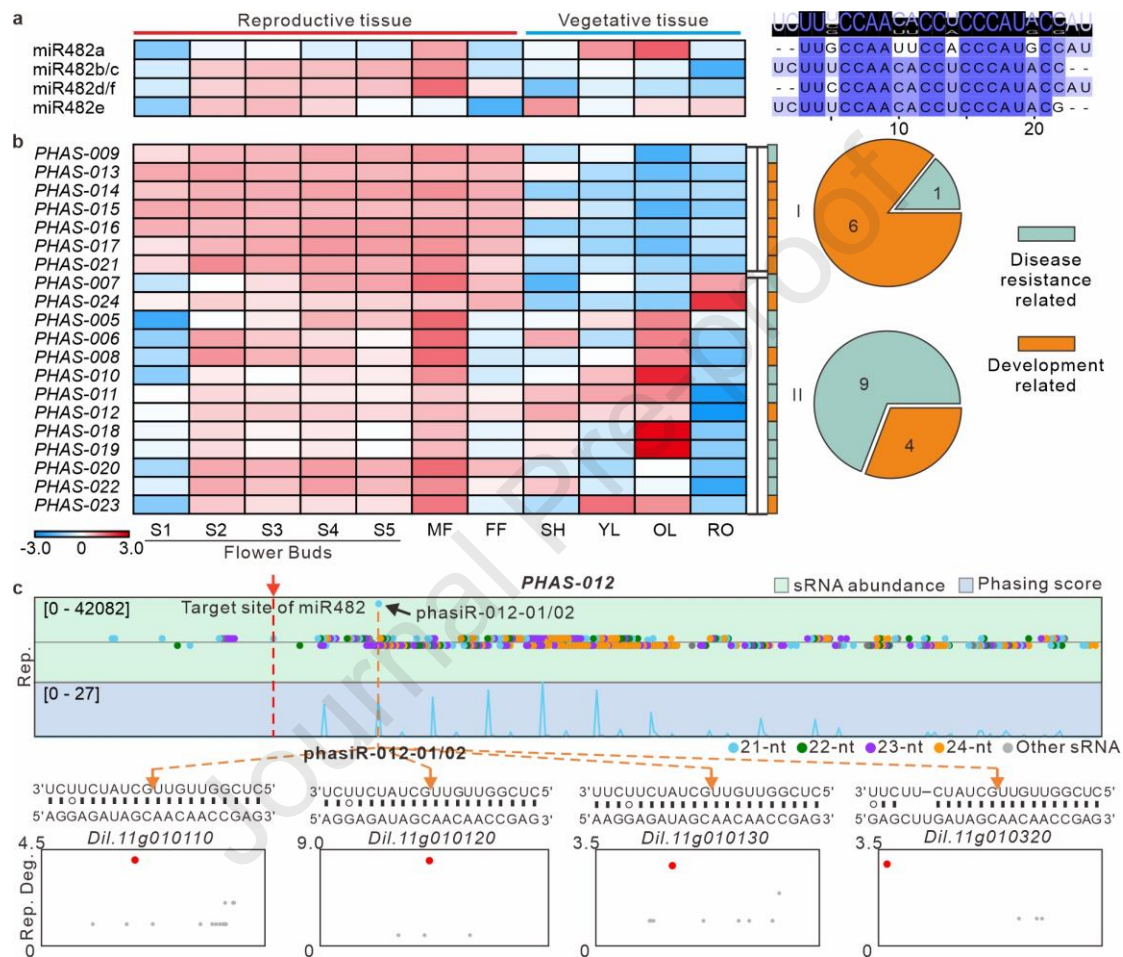 a
Reproductive tissue
Vegetative tissue
miR482a
miR482b/c
miR482d/f
miR482e
--UUGCCAAUUCCACCCAUGCCAU
UCUUUCCAACACCUCCCAUACC--
--UUCCCAACACCUCCCAUACCAU
UCUUUCCAACACCUCCCAUACG--
5
10
20
b
PHAS-009
PHAS-013
PHAS-014
PHAS-015
PHAS-016
PHAS-017
PHAS-021
PHAS-007
PHAS-024
PHAS-005
PHAS-006
PHAS-008
PHAS-010
PHAS-011
PHAS-012
PHAS-018
PHAS-019
PHAS-020
PHAS-022
PHAS-023
I
6
1
II
9
4
Disease
resistance
related
Development
related
-3.0
0
3.0
S1 S2 S3 S4 S5 MF FF SH YL OL RO
Flower Buds
c
PHAS-012
sRNA abundance
Phasing score
[0 - 42082]
Target site of miR482
phasiR-012-01/02
Rep.
[0 - 27]
21-nt
22-nt
23-nt
24-nt
Other sRNA
phasiR-012-01/02
3'UCUUCUAUCGUUGUUGGCUC5'
5'AGGAGAUAGCAACAACCGAG3'
Dil.11g010110
3'UCUUCUAUCGUUGUUGGCUC5'
5'AGGAGAUAGCAACAACCGAG3'
Dil.11g010120
3'UUCUUCUAUCGUUGUUGGCUC5'
5'AAGGAGAUAGCAACAACCGAG3'
Dil.11g010130
3'UUCUU-CUAUCGUUGUUGGCUC5'
5'GAGCUUGAUAGCAACAACCGAG3'
Dil.11g010320
Rep. Deg.
4.5
0
9.0
0
3.5
0
3.5
0
Journal Pre-proof